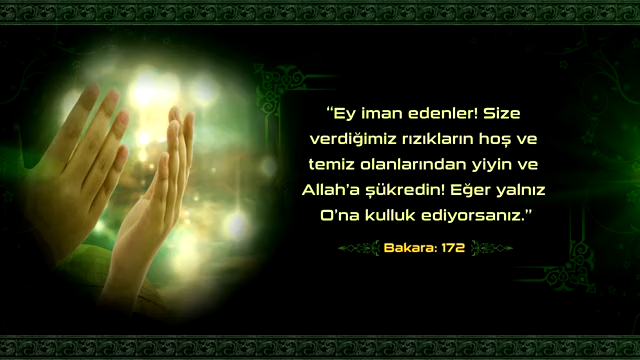 “Ey iman edenler! Size
verdiğimiz rızıkların hoş ve
temiz olanlarından yiyin ve
Allah’a şükredin! Eğer yalnız
O’na kulluk ediyorsanız.”
Bakara: 172